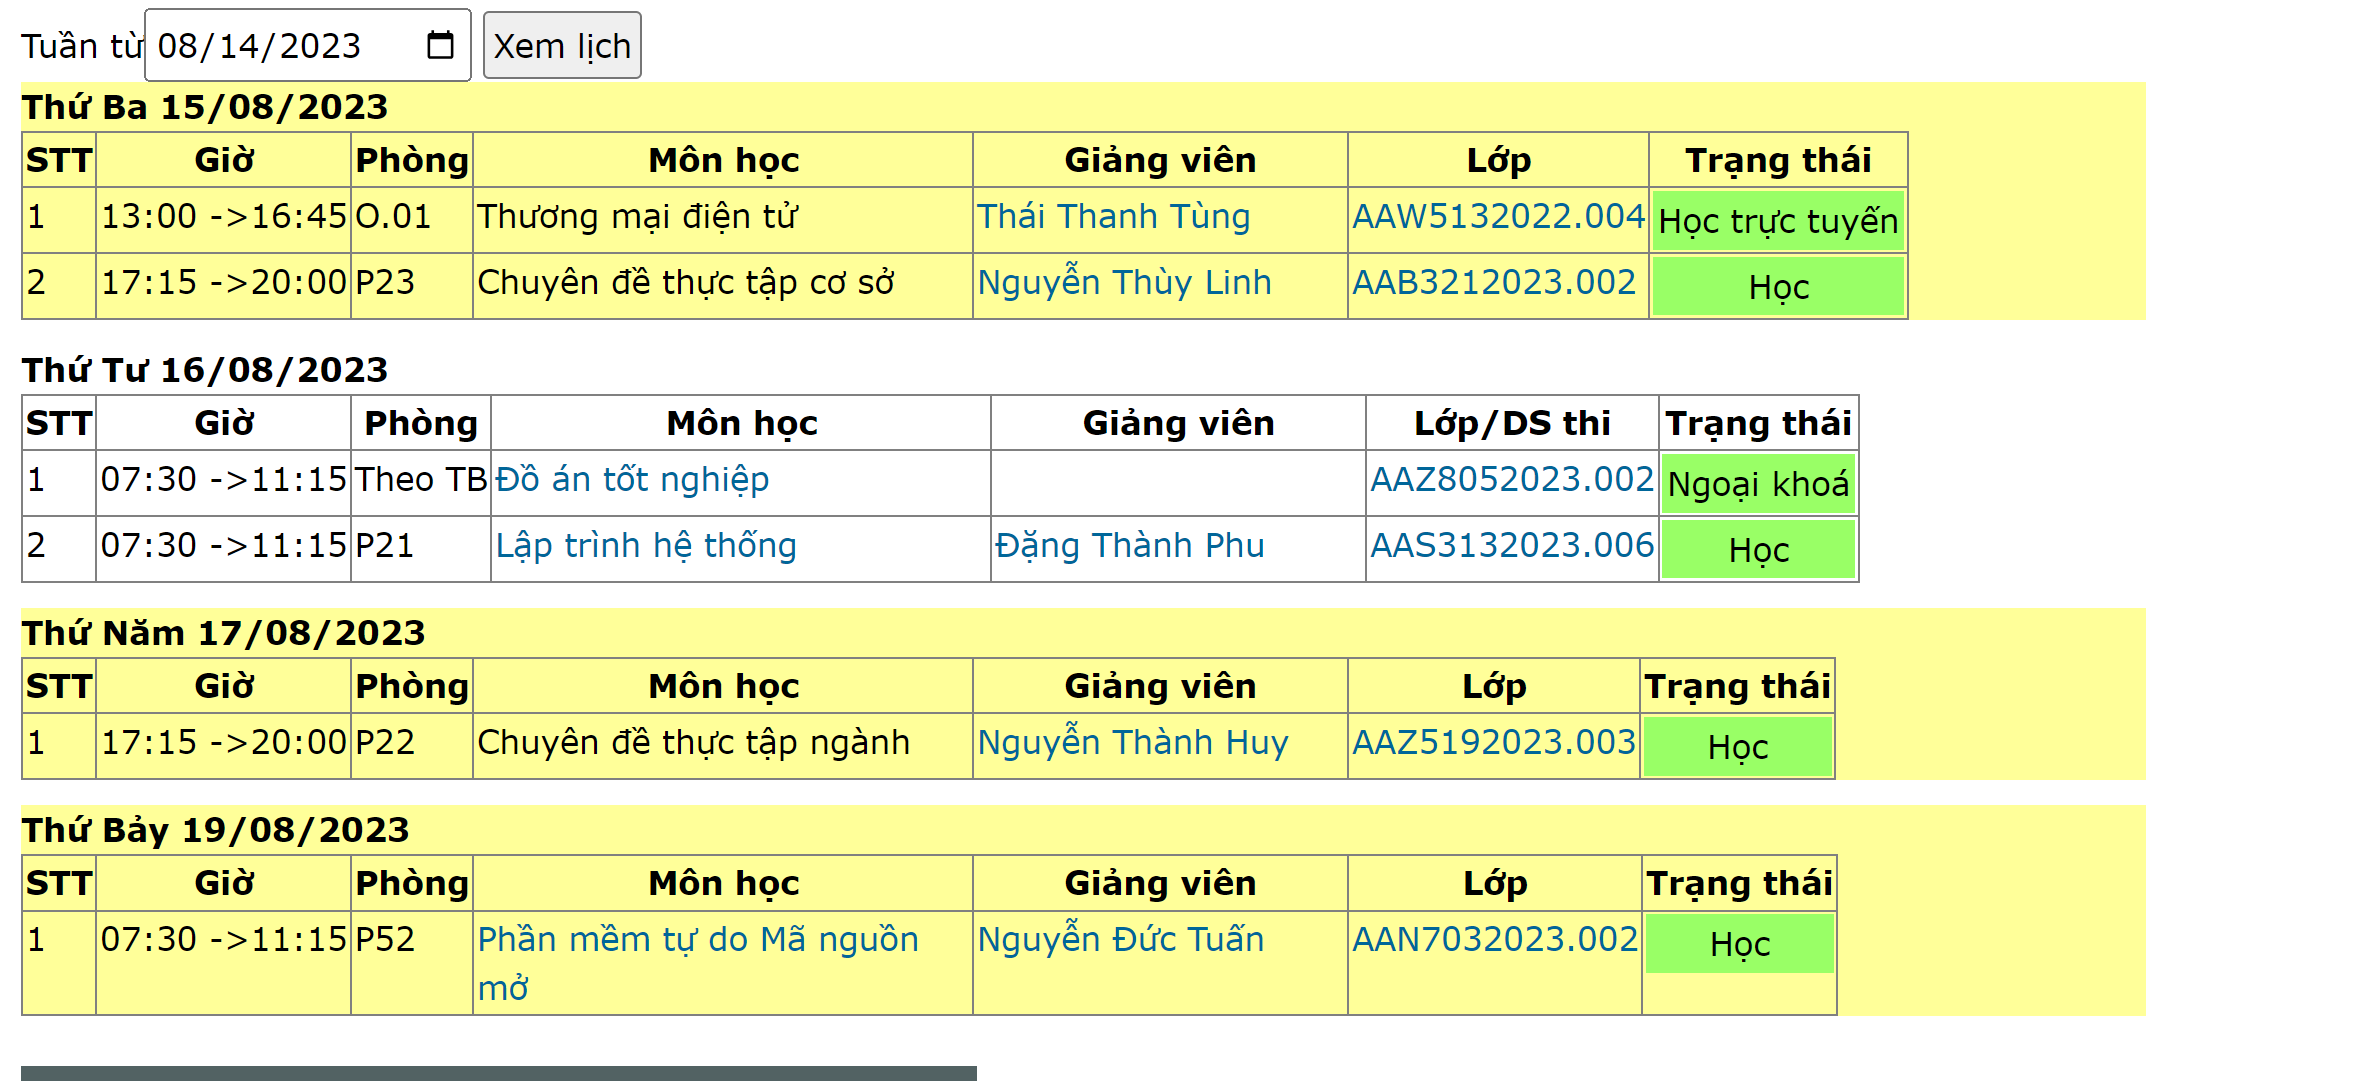 Tuần từ 08/14/2023 Xem lịch
Thứ Ba 15/08/2023
STT Giờ Phòng Môn học Giảng viên Lớp Trạng thái
1 13:00 ->16:45 O.01 Thương mại điện tử Thái Thanh Tùng AAW5132022.004 Học trực tuyến
2 17:15 ->20:00 P23 Chuyên đề thực tập cơ sở Nguyễn Thùy Linh AAB3212023.002 Học
Thứ Tư 16/08/2023
STT Giờ Phòng Môn học Giảng viên Lớp/DS thi Trạng thái
1 07:30 ->11:15 Theo TB Đồ án tốt nghiệp AAZ8052023.002 Ngoại khoá
2 07:30 ->11:15 P21 Lập trình hệ thống Đặng Thành Phu AAS3132023.006 Học
Thứ Năm 17/08/2023
STT Giờ Phòng Môn học Giảng viên Lớp Trạng thái
1 17:15 ->20:00 P22 Chuyên đề thực tập ngành Nguyễn Thành Huy AAZ5192023.003 Học
Thứ Bảy 19/08/2023
STT Giờ Phòng Môn học Giảng viên Lớp Trạng thái
1 07:30 ->11:15 P52 Phần mềm tự do Mã nguồn Nguyễn Đức Tuấn AAN7032023.002 Học
mở